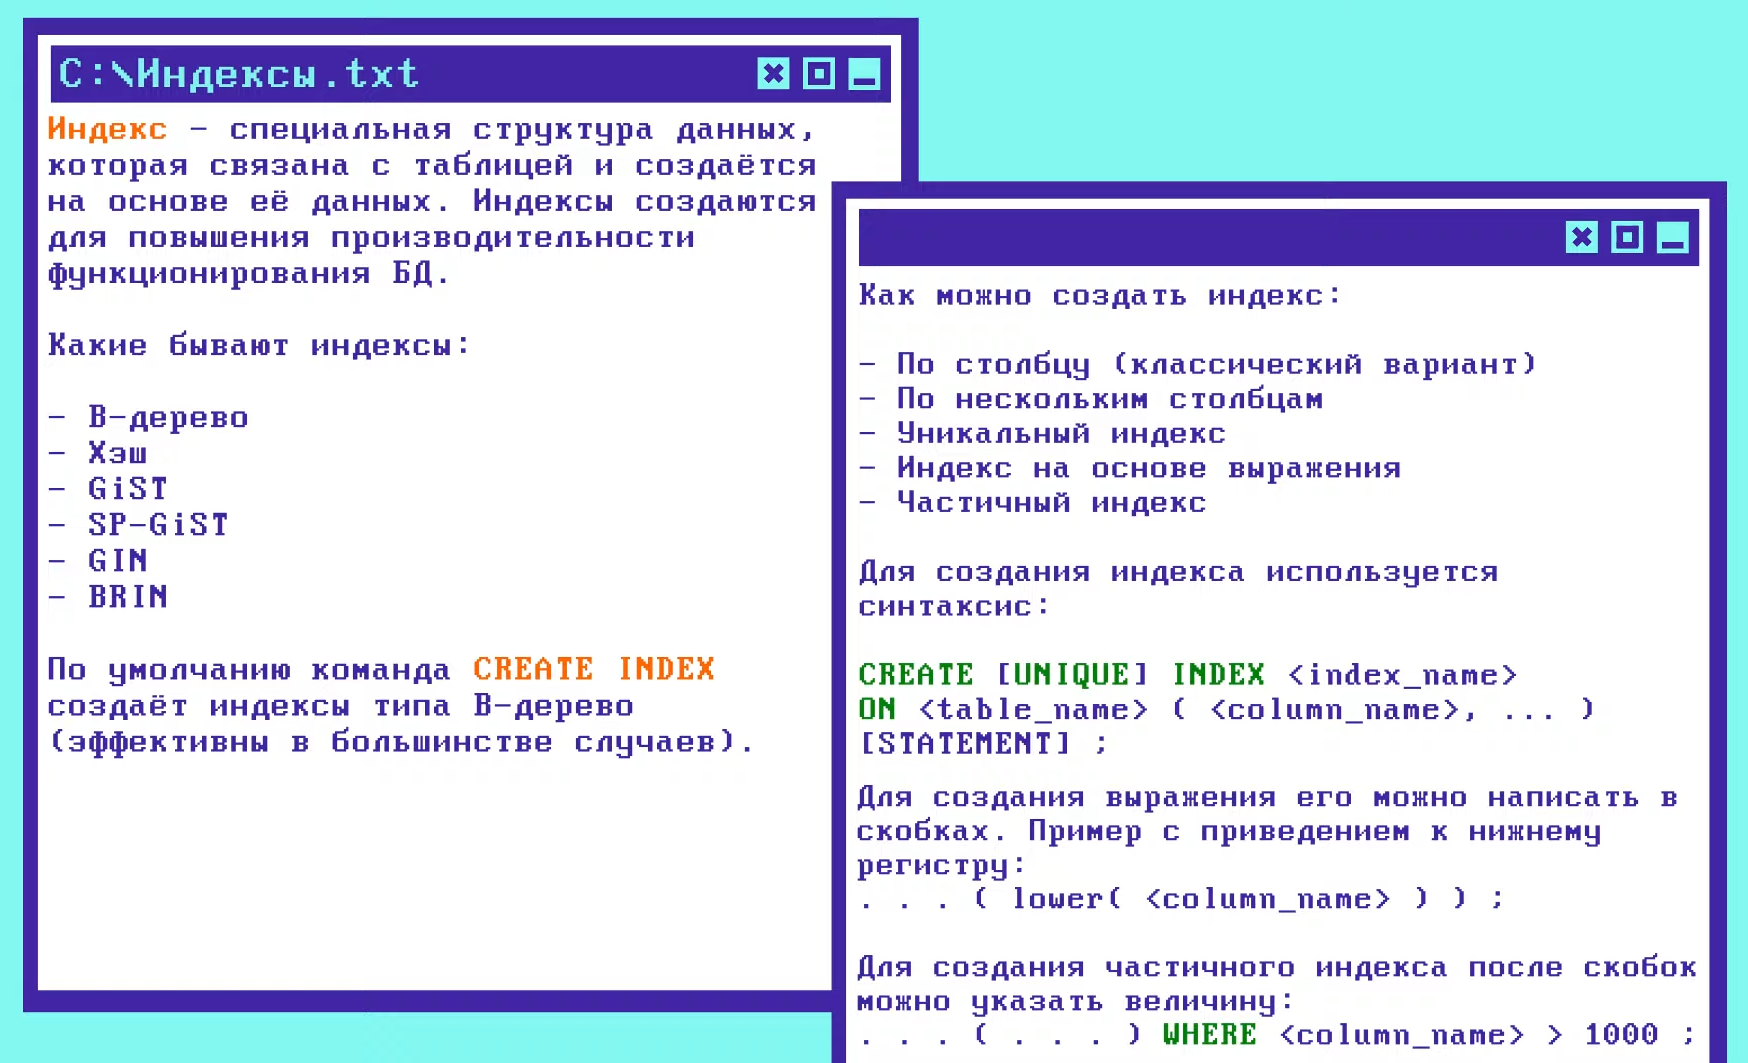 C:\Индексы.txt
Индекс - специальная структура данных,
которая связана с таблицей и создаётся
на основе её данных. Индексы создаются
для повышения производительности
функционирования БД.
Какие бывают индексы:
- B-дерево
- Хэш
- GiST
- SP-GiST
- GIN
- BRIN
По умолчанию команда CREATE INDEX
создаёт индексы типа B-дерево
(эффективны в большинстве случаев).
Как можно создать индекс:
- По столбцу (классический вариант)
- По нескольким столбцам
- Уникальный индекс
- Индекс на основе выражения
- Частичный индекс
Для создания индекса используется
синтаксис:
CREATE [UNIQUE] INDEX <index_name>
ON <table_name> ( <column_name>, ... )
[STATEMENT] ;
Для создания выражения его можно написать в
скобках. Пример с приведением к нижнему
регистру:
. . . ( lower( <column_name> ) ) ;
Для создания частичного индекса после скобок
можно указать величину:
. . . ( . . . ) WHERE <column_name> > 1000 ;